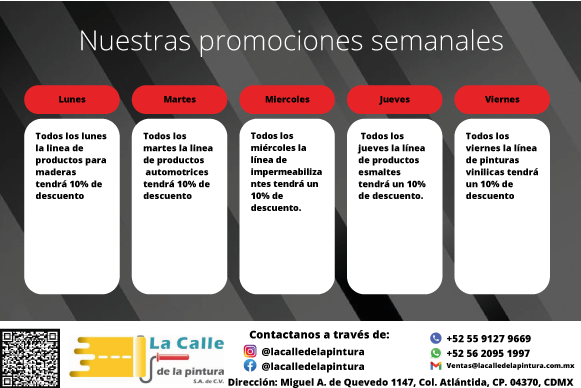 Nuestras promociones semanales
Lunes
Todos los lunes
la linea de
productos para
maderas
tendrá 10% de
descuento
Martes
Todos los
martes la linea
de productos
automotrices
tendrá 10% de
descuento
Miercoles
Todos los
miércoles la
línea de
impermeabiliza
ntes tendrá un
10% de
descuento.
Jueves
Todos los
jueves la línea
de productos
esmaltes
tendrá un 10%
de descuento.
Viernes
Todos los
viernes la línea
de pinturas
vinilicas tendrá
un 10% de
descuento
La Calle
de la pintura
S.A. de C.V.
Contactanos a través de:
@lacalledelapintura
@lacalledelapintura
+52 55 9127 9669
+52 56 2095 1997
Ventas@lacalledelapintura.com.mx
Dirección: Miguel A. de Quevedo 1147, Col. Atlántida, CP. 04370, CDMX